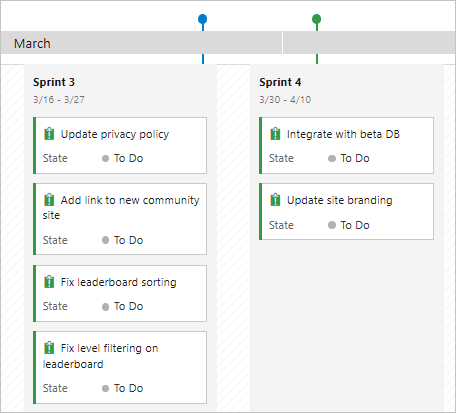 March
Sprint 3
3/16 - 3/27
Update privacy policy
State To Do
Add link to new community
site
State To Do
Fix leaderboard sorting
State To Do
Fix level filtering on
leaderboard
State To Do
Sprint 4
3/30 - 4/10
Integrate with beta DB
State To Do
Update site branding
State To Do